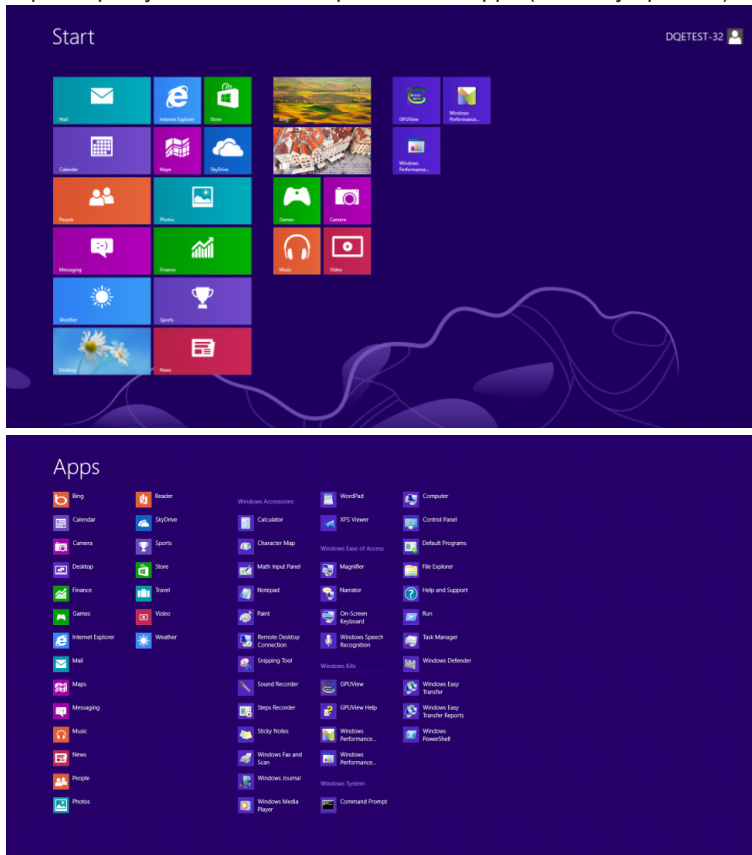 Start
DQETEST-32
Mail
Internet Explorer
Store
Bing
GPUView
Windows
Performance...
Calendar
Maps
SkyDrive
Windows
Performance...
People
Photos
Games
Camera
Messaging
Finance
Music
Video
Weather
Sports
Desktop
News
Apps
Bing
Calendar
Camera
Desktop
Finance
Games
Internet Explorer
Mail
Maps
Messaging
Music
News
People
Photos
Reader
SkyDrive
Sports
Store
Travel
Video
Weather
Windows Accessories
Calculator
Character Map
Math Input Panel
Notepad
Paint
Remote Desktop
Connection
Snipping Tool
Sound Recorder
Steps Recorder
Sticky Notes
Windows Fax and
Scan
Windows Journal
Windows Media
Player
WordPad
XPS Viewer
Windows Ease of Access
Magnifier
Narrator
On-Screen
Keyboard
Windows Speech
Recognition
Windows Kits
GPUView
GPUView Help
Windows
Performance...
Windows
Performance...
Windows System
Command Prompt
Computer
Control Panel
Default Programs
File Explorer
Help and Support
Run
Task Manager
Windows Defender
Windows Easy
Transfer
Windows Easy
Transfer Reports
Windows
PowerShell